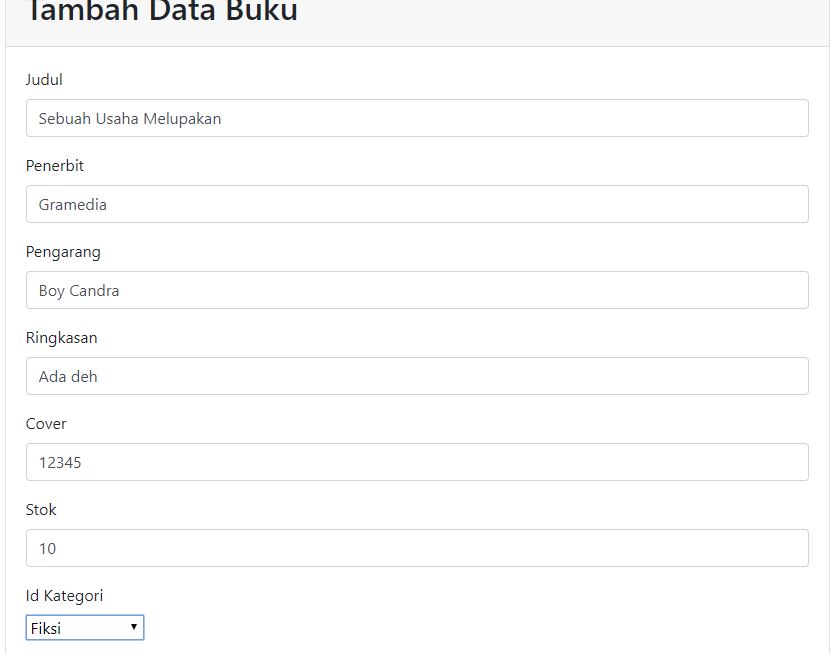 Tambah Data Buku
Judul
Sebuah Usaha Melupakan
Penerbit
Gramedia
Pengarang
Boy Candra
Ringkasan
Ada deh
Cover
12345
Stok
10
Id Kategori
Fiksi